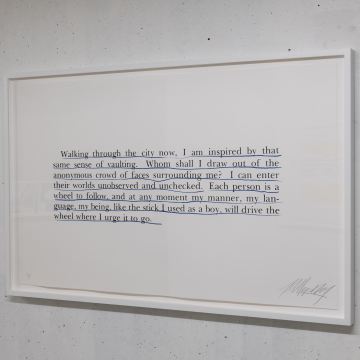 Walking through the city now, I am inspired by that
same sense of vaulting. Whom shall I draw out of the
anonymous crowd of faces surrounding me? I can enter
their worlds unobserved and unchecked. Each person is a
wheel to follow, and at any moment my manner, my lan-
guage, my being, like the stick I used as a boy, will drive the
wheel where I urge it to go.